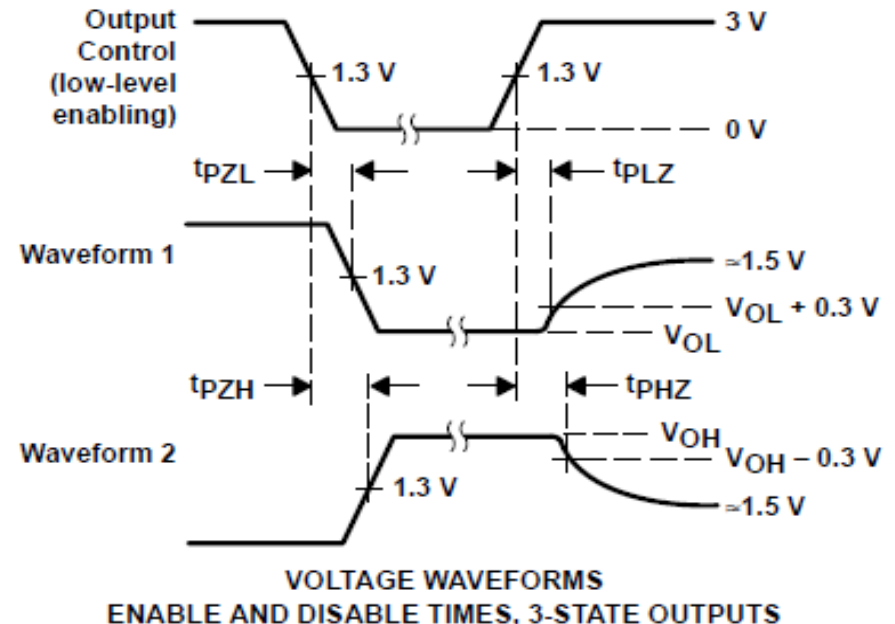 Output
Control
(low-level
enabling)
3 V
1.3 V
1.3 V
0 V
tPZL
tPLZ
Waveform 1
1.3 V
≃1.5 V
VOL + 0.3 V
VOL
tPZH
tPHZ
Waveform 2
VOH
VOH – 0.3 V
1.3 V
≃1.5 V
VOLTAGE WAVEFORMS
ENABLE AND DISABLE TIMES, 3-STATE OUTPUTS